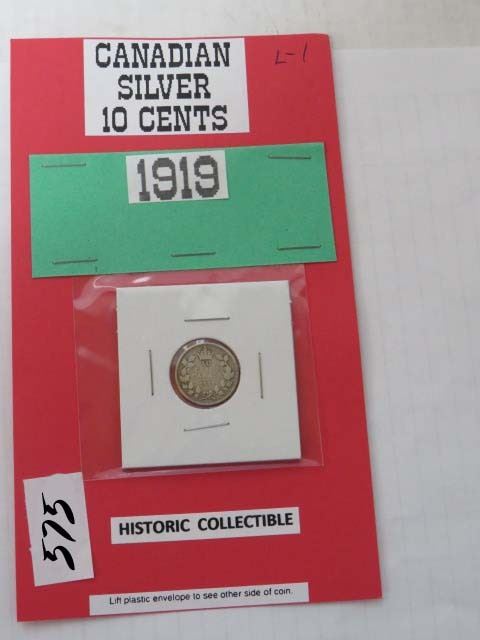 CANADIAN
SILVER
10 CENTS
L-1
1919
575
HISTORIC COLLECTIBLE
Lift plastic envelope to see other side of coin.